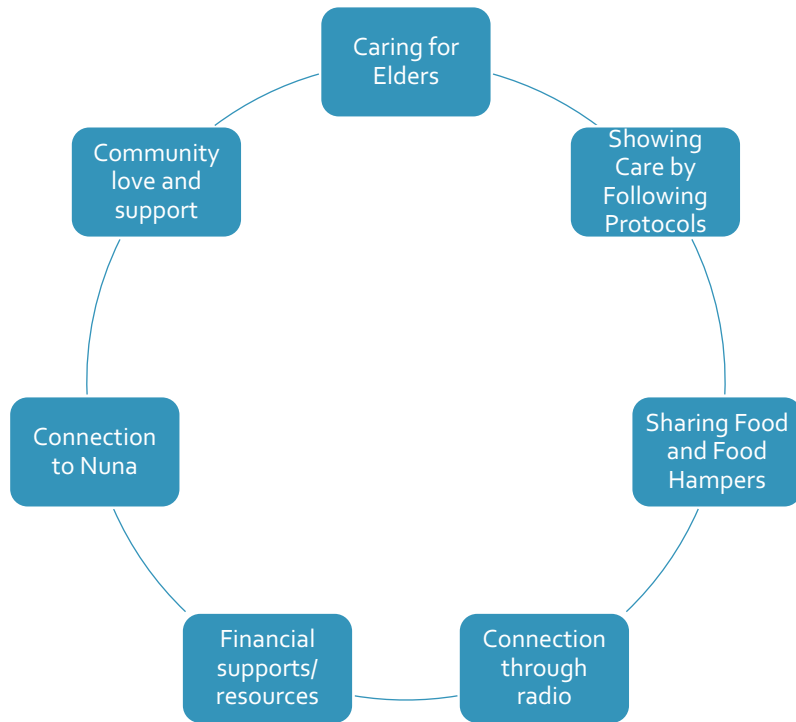 Caring for
Elders
Showing
Care by
Following
Protocols
Sharing Food
and Food
Hampers
Connection
through
radio
Financial
supports/
resources
Connection
to Nuna
Community
love and
support